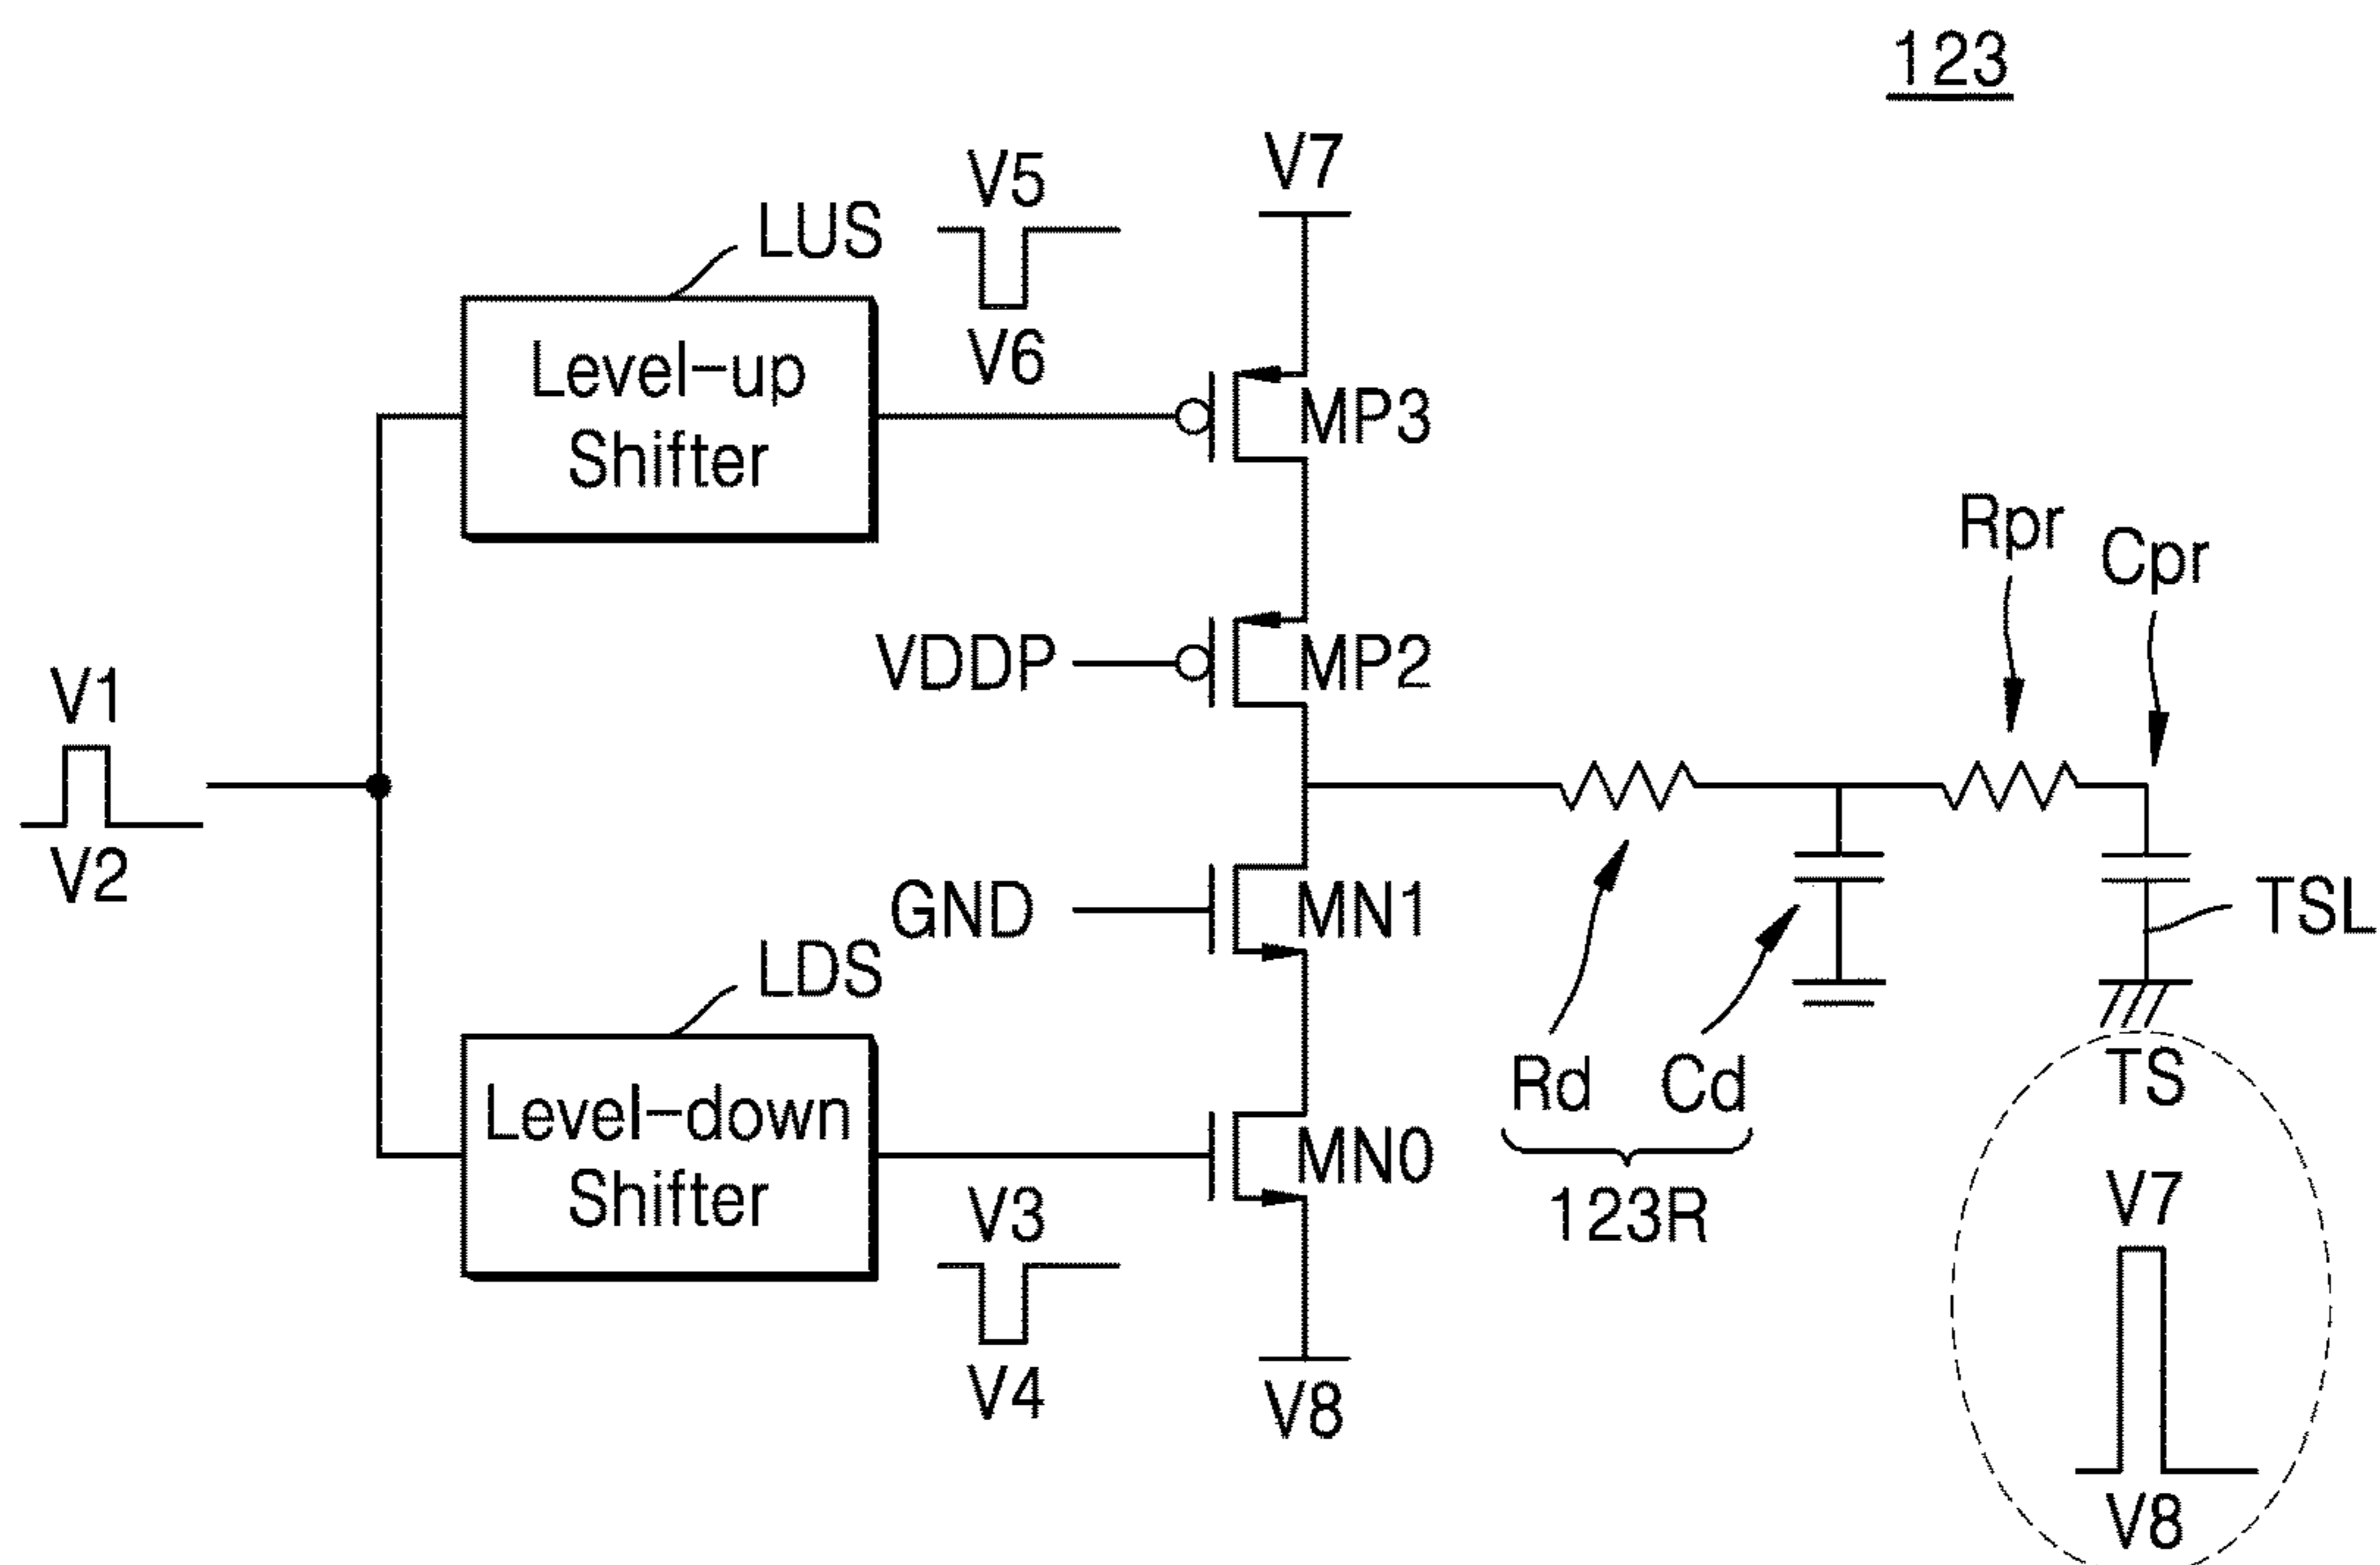 123
V7
V5
LUS
V6
Level-up
Shifter
MP3
Rpr
Cpr
VDDP
MP2
V1
V2
GND
MN1
TSL
LDS
Level-down
Shifter
MN0
Rd
Cd
123R
TS
V3
V4
V8
V7
V8